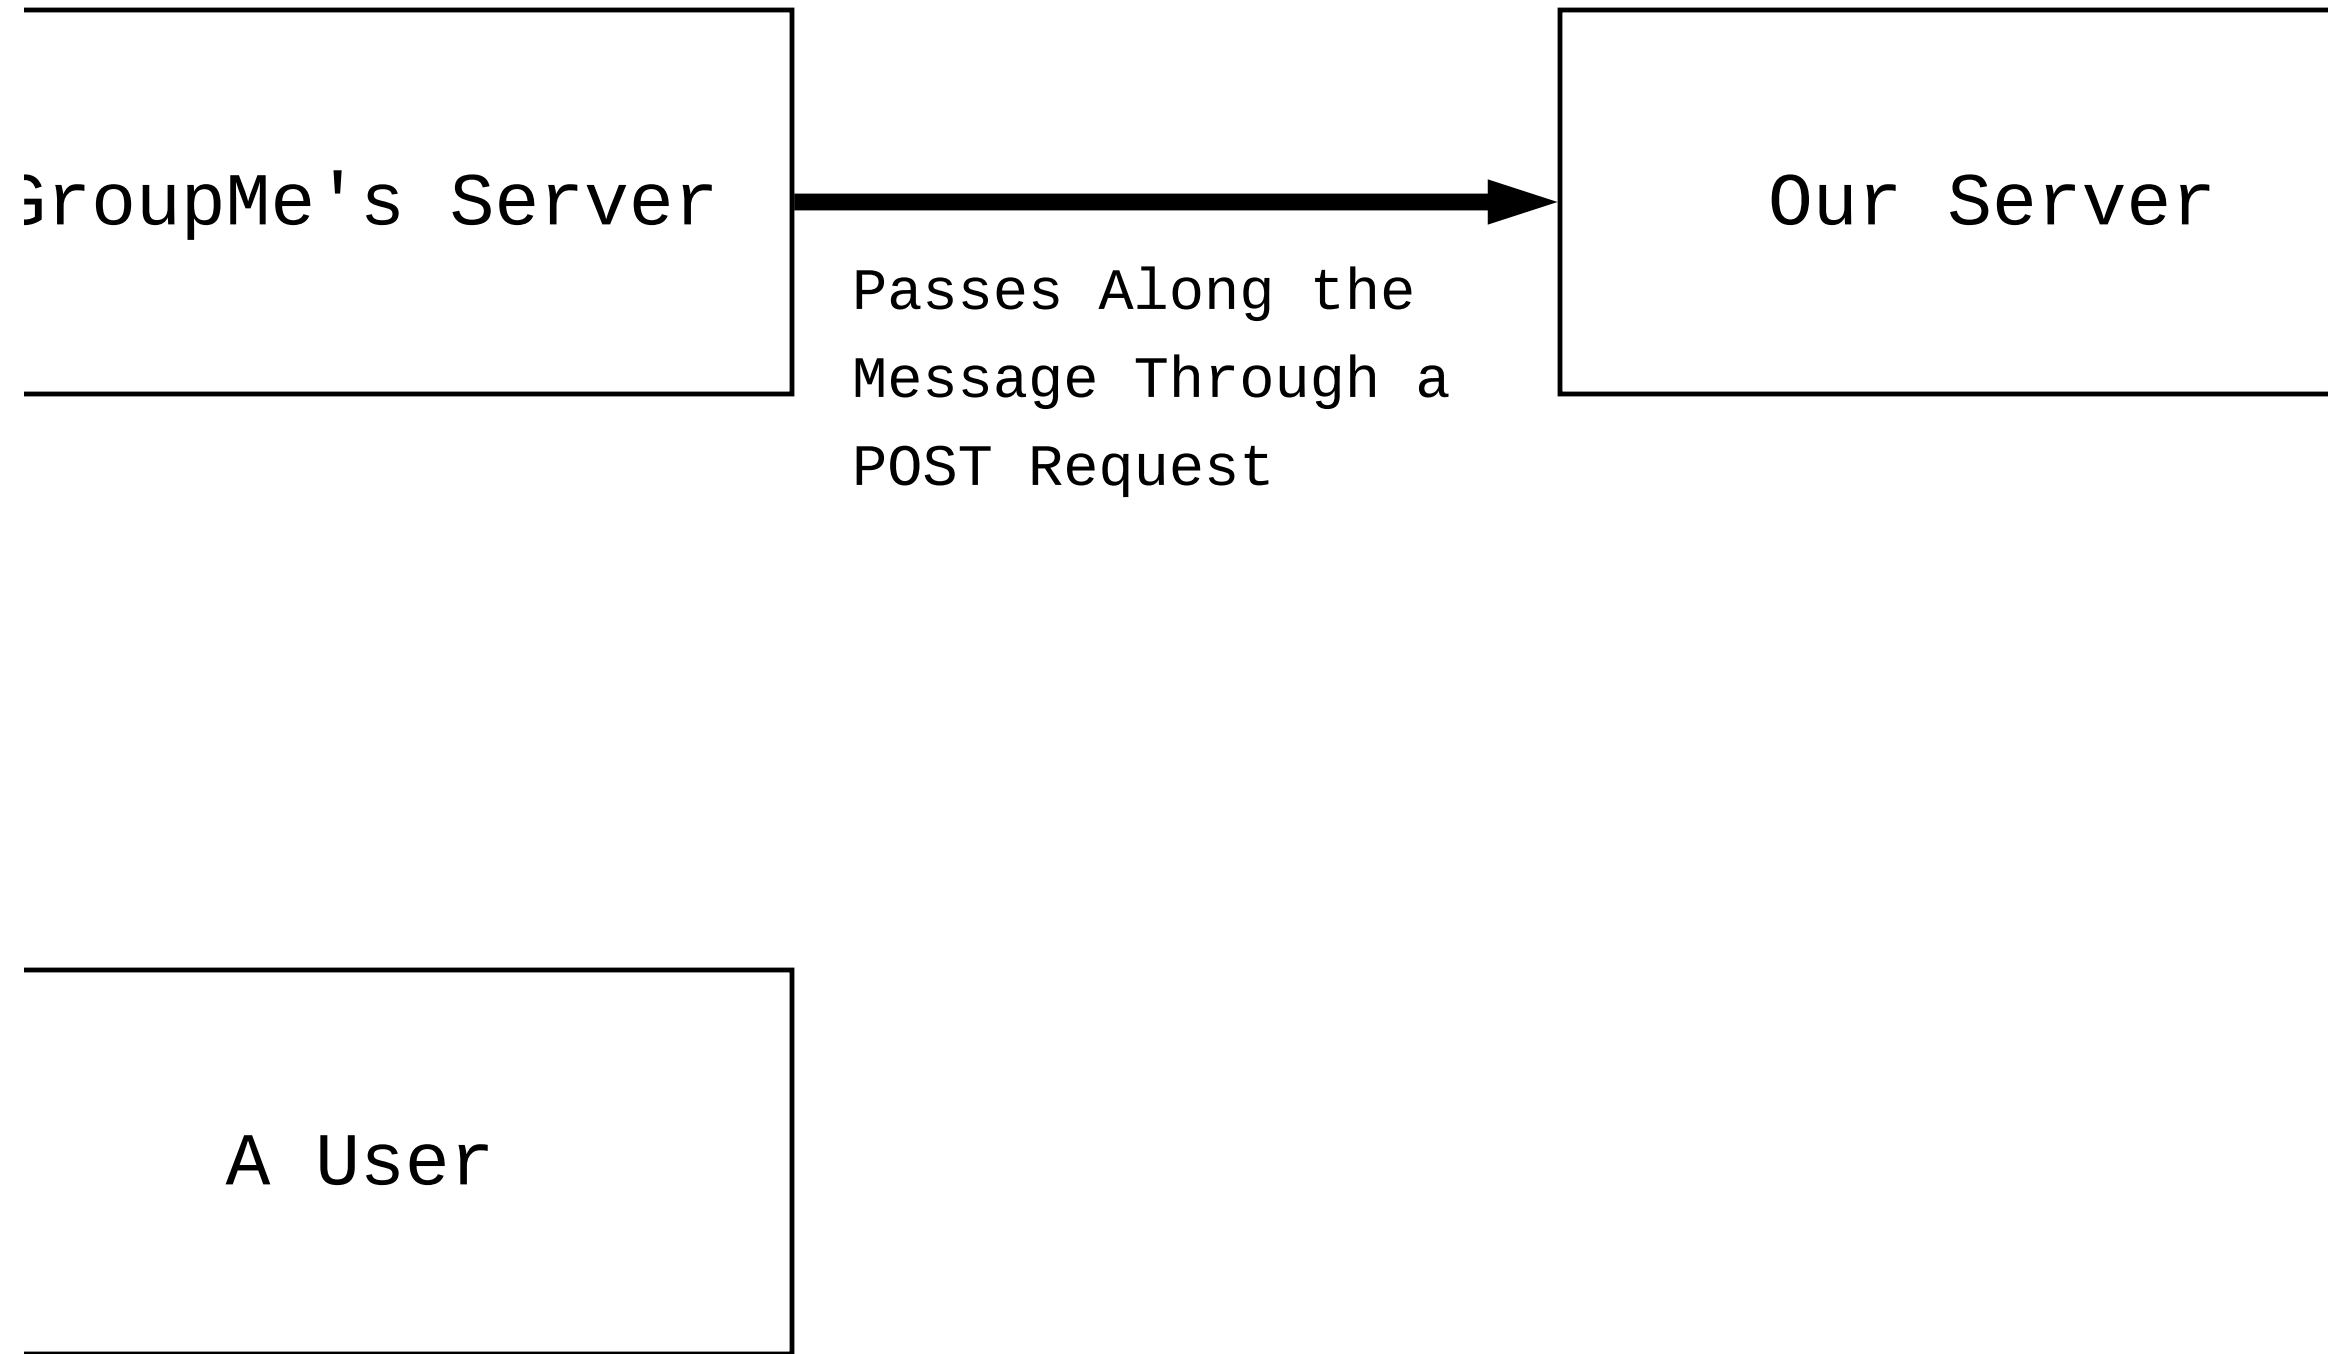 GroupMe's Server
Our Server
Passes Along the
Message Through a
POST Request
A User